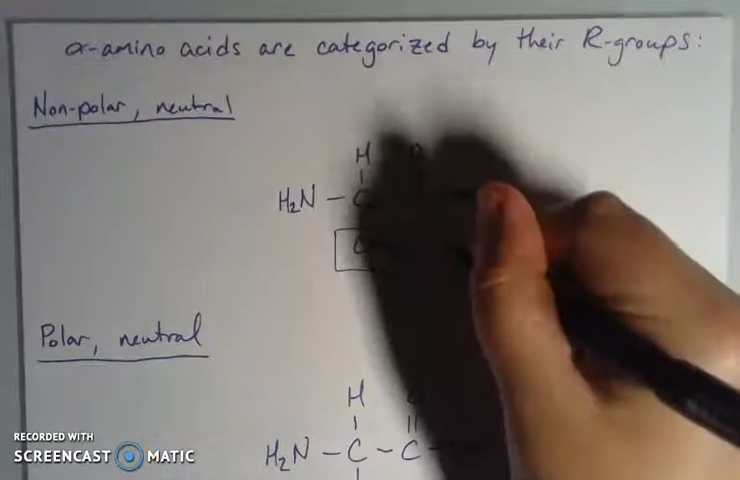 α-amino acids are categorized by their R-groups:
Non-polar, neutral
H
H₂N - C
C
Polar, neutral
H
H₂N - C - C -
RECORDED WITH
SCREENCAST MATIC